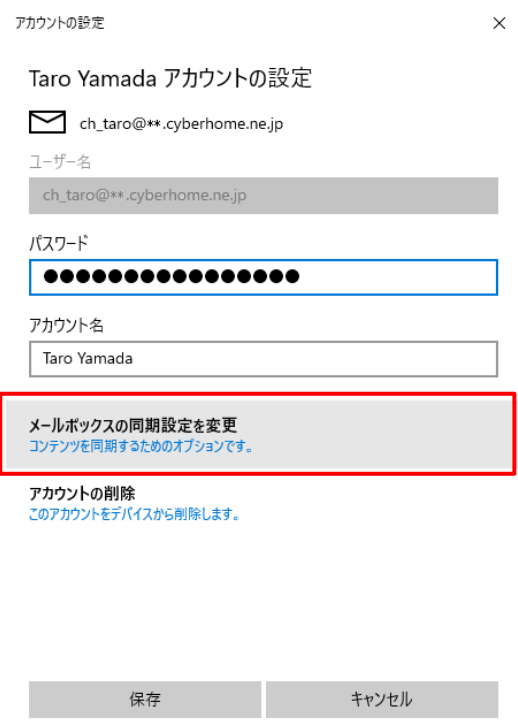 アカウントの設定
Taro Yamada アカウントの設定
ch_taro@**.cyberhome.ne.jp
ユーザー名
ch_taro@**.cyberhome.ne.jp
パスワード
●●●●●●●●●●●●●●●●
アカウント名
Taro Yamada
メールボックスの同期設定を変更
コンテンツを同期するためのオプションです。
アカウントの削除
このアカウントをデバイスから削除します。
保存 キャンセル